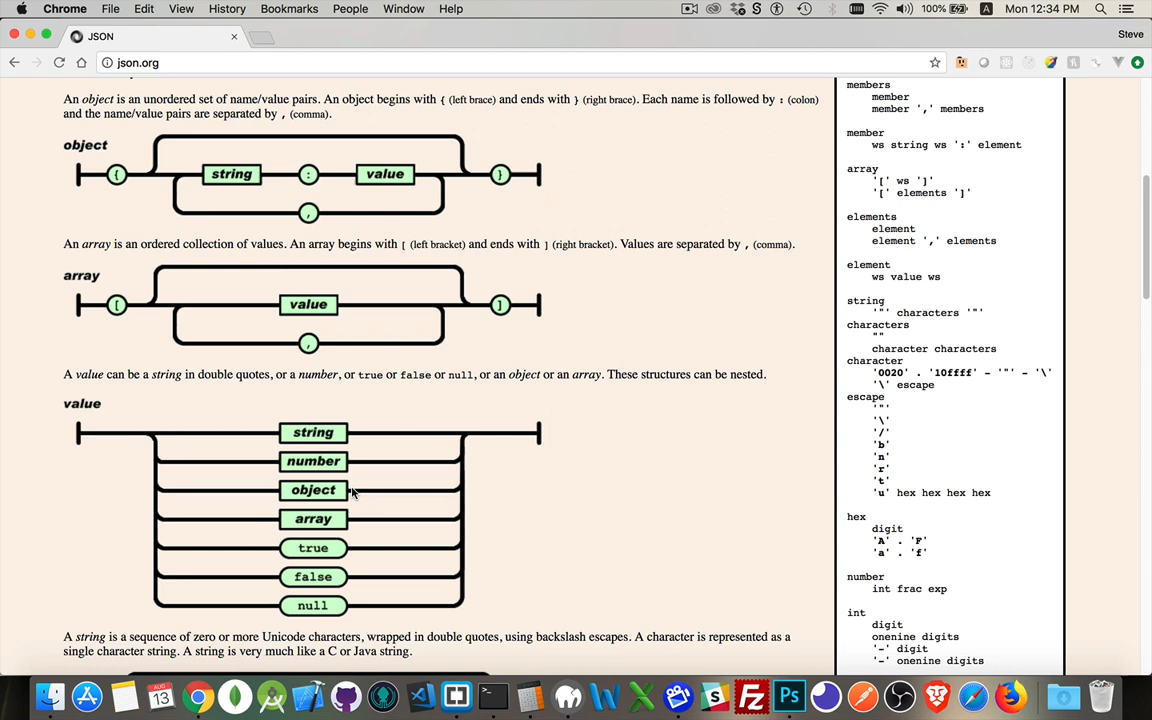 Chrome File Edit View History Bookmarks People Window Help 100% A Mon 12:34 PM
JSON Steve
json.org
An object is an unordered set of name/value pairs. An object begins with { (left brace) and ends with } (right brace). Each name is followed by : (colon)
and the name/value pairs are separated by , (comma).
object
{ string : value }
,
An array is an ordered collection of values. An array begins with [ (left bracket) and ends with ] (right bracket). Values are separated by , (comma).
array
[ value ]
,
A value can be a string in double quotes, or a number, or true or false or null, or an object or an array. These structures can be nested.
value
string
number
object
array
true
false
null
A string is a sequence of zero or more Unicode characters, wrapped in double quotes, using backslash escapes. A character is represented as a
single character string. A string is very much like a C or Java string.
members
member
member ',' members
member
ws string ws ':' element
array
'[' ws ']'
'[' elements ']'
elements
element
element ',' elements
element
ws value ws
string
'"' characters '"'
characters
""
character characters
character
'0020' . '10ffff' - '"' - '\'
'\' escape
escape
'"'
'\'
'/'
'b'
'n'
'r'
't'
'u' hex hex hex hex
hex
digit
'A' . 'F'
'a' . 'f'
number
int frac exp
int
digit
onenine digits
'-' digit
'-' onenine digits
AUG
13